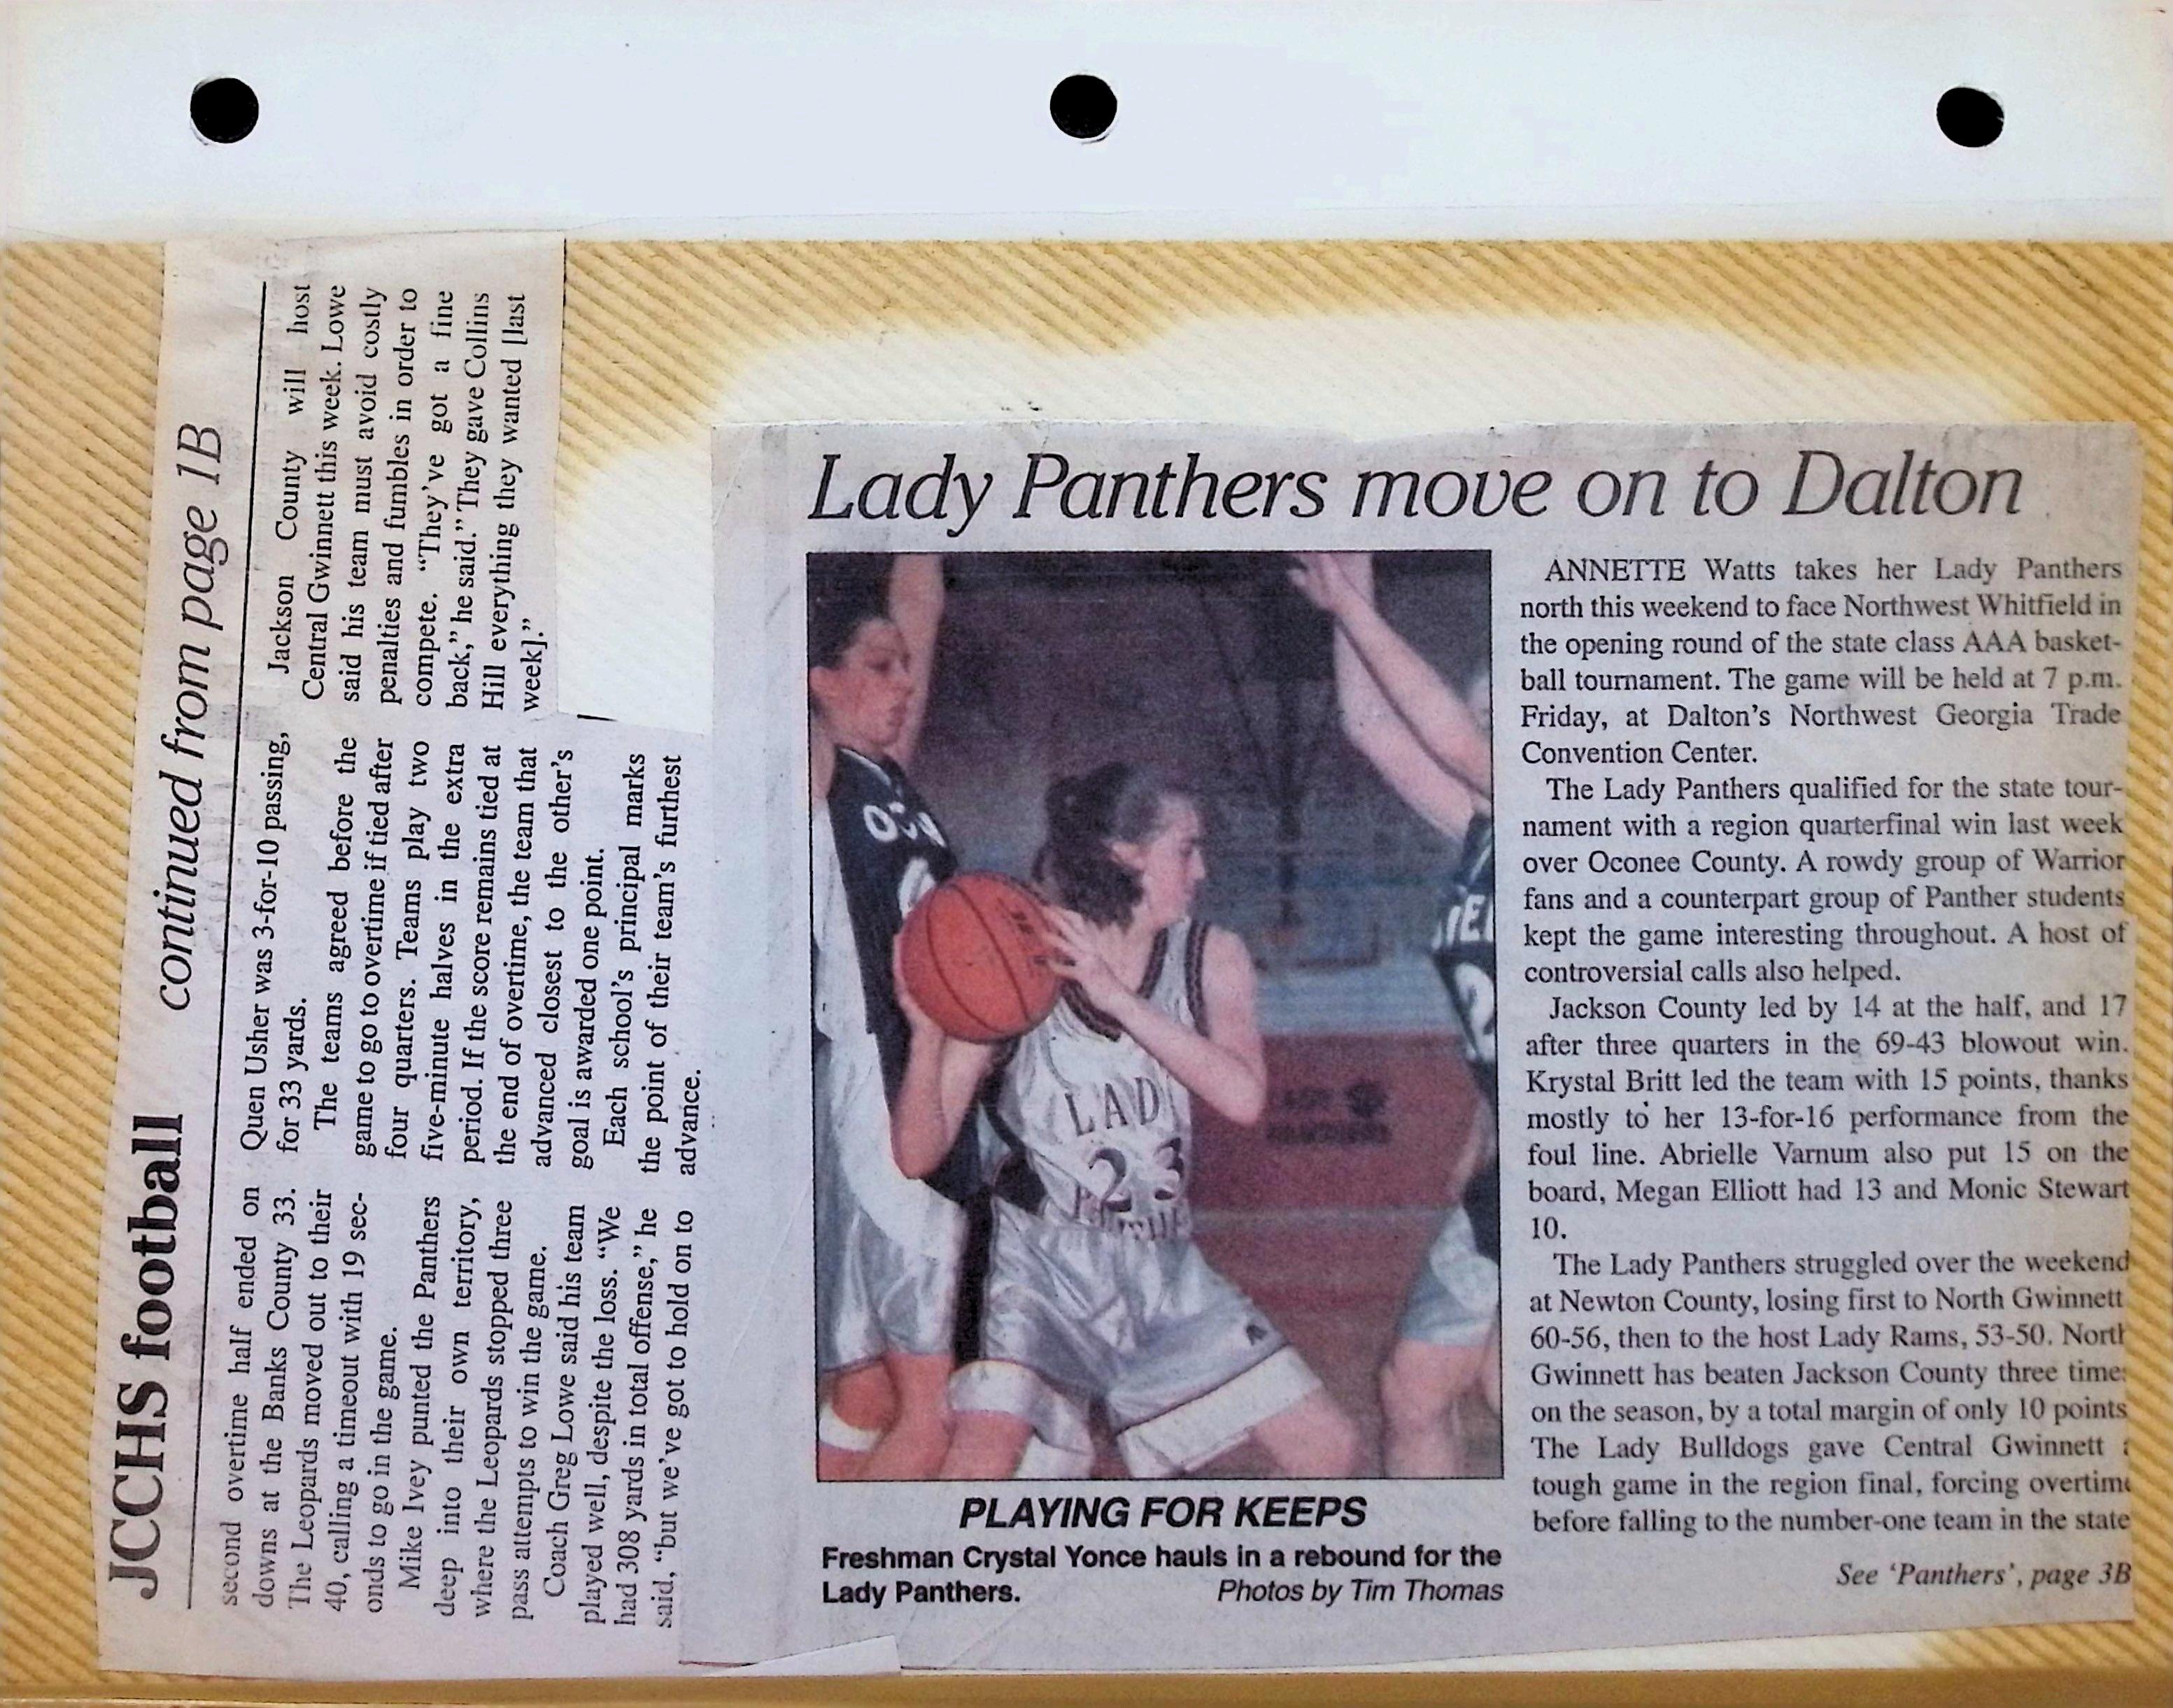 JCCHS football continued from page 1B
second overtime half ended on
downs at the Banks County 33.
The Leopards moved out to their
40, calling a timeout with 19 sec-
onds to go in the game.
Mike Ivey punted the Panthers
deep into their own territory,
where the Leopards stopped three
pass attempts to win the game.
Coach Greg Lowe said his team
played well, despite the loss. “We
had 308 yards in total offense,” he
said, “but we’ve got to hold on to
Quen Usher was 3-for-10 passing,
for 33 yards.
The teams agreed before the
game to go to overtime if tied after
four quarters. Teams play two
five-minute halves in the extra
period. If the score remains tied at
the end of overtime, the team that
advanced closest to the other’s
goal is awarded one point.
Each school’s principal marks
the point of their team’s furthest
advance.
Jackson County will host
Central Gwinnett this week. Lowe
said his team must avoid costly
penalties and fumbles in order to
compete. “They’ve got a fine
back,” he said.” They gave Collins
Hill everything they wanted [last
week].”
Lady Panthers move on to Dalton
LAD
23
PLAYING FOR KEEPS
Freshman Crystal Yonce hauls in a rebound for the
Lady Panthers. Photos by Tim Thomas
ANNETTE Watts takes her Lady Panthers
north this weekend to face Northwest Whitfield in
the opening round of the state class AAA basket-
ball tournament. The game will be held at 7 p.m.
Friday, at Dalton’s Northwest Georgia Trade
Convention Center.
The Lady Panthers qualified for the state tour-
nament with a region quarterfinal win last week
over Oconee County. A rowdy group of Warrior
fans and a counterpart group of Panther students
kept the game interesting throughout. A host of
controversial calls also helped.
Jackson County led by 14 at the half, and 17
after three quarters in the 69-43 blowout win.
Krystal Britt led the team with 15 points, thanks
mostly to her 13-for-16 performance from the
foul line. Abrielle Varnum also put 15 on the
board, Megan Elliott had 13 and Monic Stewart
10.
The Lady Panthers struggled over the weekend
at Newton County, losing first to North Gwinnett
60-56, then to the host Lady Rams, 53-50. North
Gwinnett has beaten Jackson County three times
on the season, by a total margin of only 10 points
The Lady Bulldogs gave Central Gwinnett a
tough game in the region final, forcing overtime
before falling to the number-one team in the state
See ‘Panthers’, page 3B